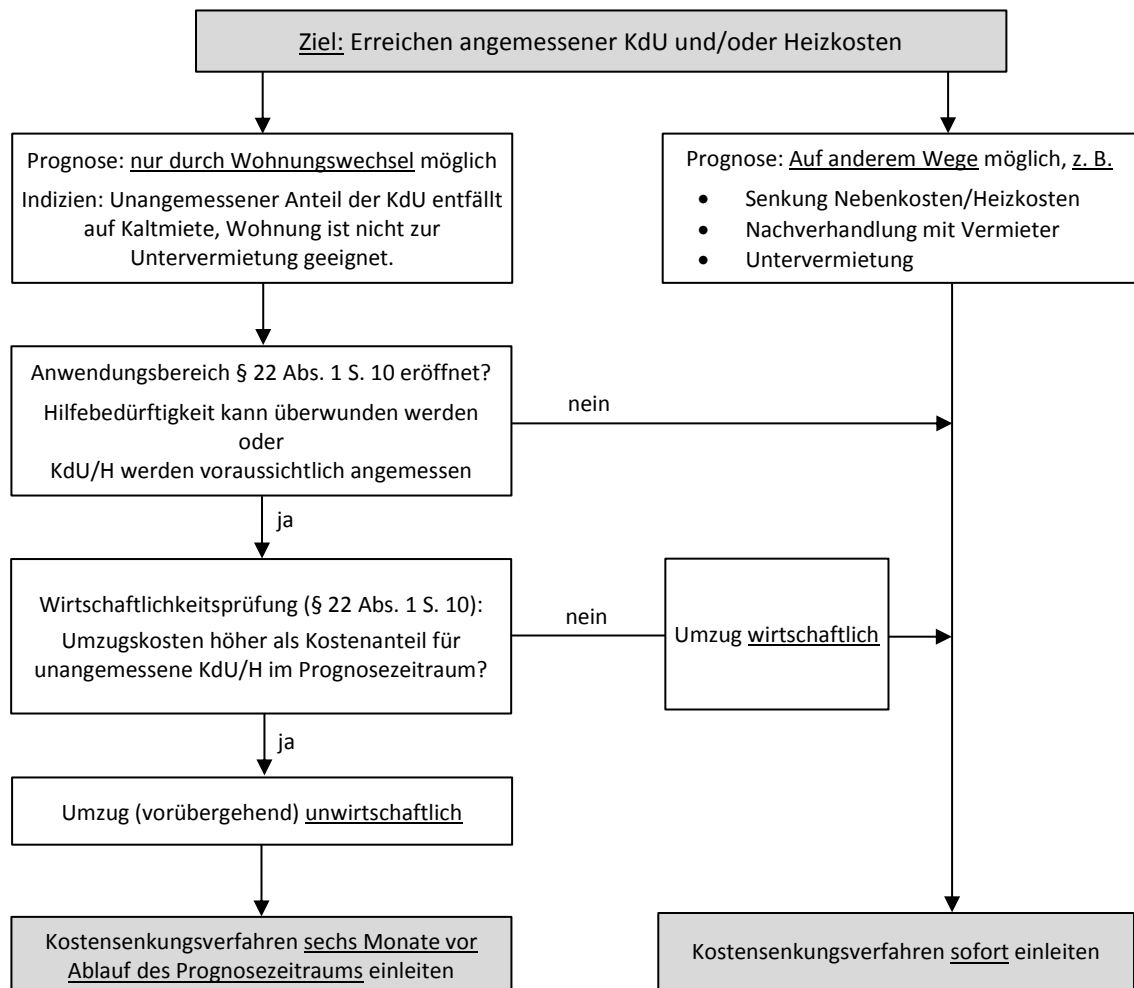 Ziel: Erreichen angemessener KdU und/oder Heizkosten
Prognose: nur durch Wohnungswechsel möglich
Indizien: Unangemessener Anteil der KdU entfällt
auf Kaltmiete, Wohnung ist nicht zur
Untervermietung geeignet.
Prognose: Auf anderem Wege möglich, z. B.
• Senkung Nebenkosten/Heizkosten
• Nachverhandlung mit Vermieter
• Untervermietung
Anwendungsbereich § 22 Abs. 1 S. 10 eröffnet?
Hilfebedürftigkeit kann überwunden werden
oder
KdU/H werden voraussichtlich angemessen
nein
ja
Wirtschaftlichkeitsprüfung (§ 22 Abs. 1 S. 10):
Umzugskosten höher als Kostenanteil für
unangemessene KdU/H im Prognosezeitraum?
nein
Umzug wirtschaftlich
ja
Umzug (vorübergehend) unwirtschaftlich
Kostensenkungsverfahren sechs Monate vor
Ablauf des Prognosezeitraums einleiten
Kostensenkungsverfahren sofort einleiten